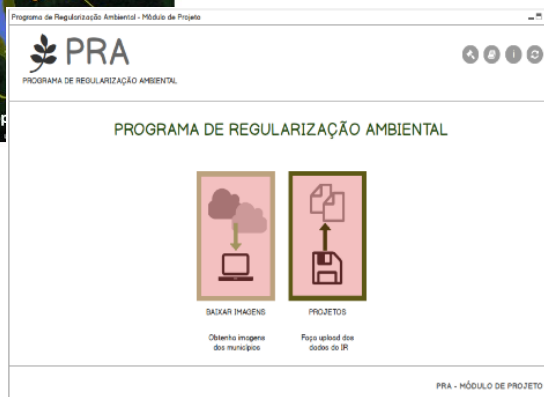 Programa de Regularização Ambiental - Módulo de Projeto
PRA
PROGRAMA DE REGULARIZAÇÃO AMBIENTAL
PROGRAMA DE REGULARIZAÇÃO AMBIENTAL
BAIXAR IMAGENS
PROJETOS
Obtenha imagens
dos municípios
Faça upload dos
dados do IR
PRA - MÓDULO DE PROJETO